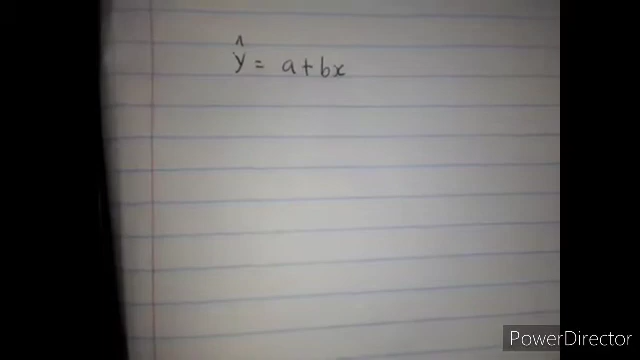 ŷ = a + bx
PowerDirector